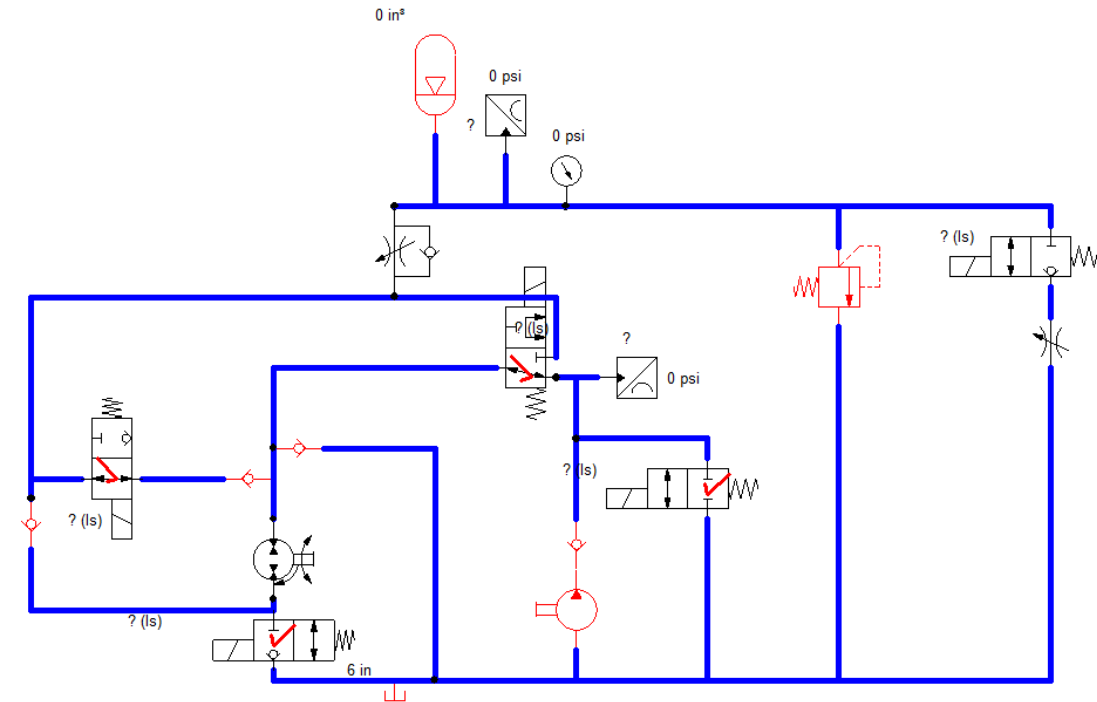 0 in³
0 psi
?
0 psi
? (ls)
? (ls)
?
0 psi
? (ls)
? (ls)
? (ls)
6 in